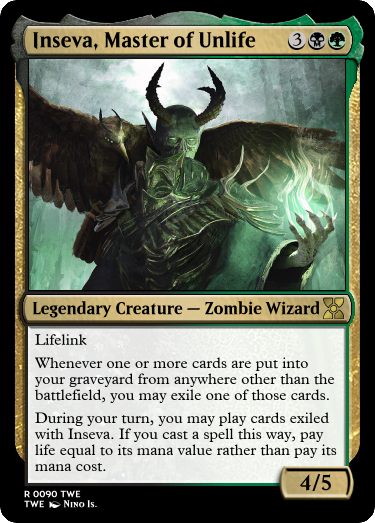 Inseva, Master of Unlife 3
Legendary Creature — Zombie Wizard
Lifelink
Whenever one or more cards are put into
your graveyard from anywhere other than the
battlefield, you may exile one of those cards.
During your turn, you may play cards exiled
with Inseva. If you cast a spell this way, pay
life equal to its mana value rather than pay its
mana cost.
4/5
R 0090 TWE
TWE Nino Is.